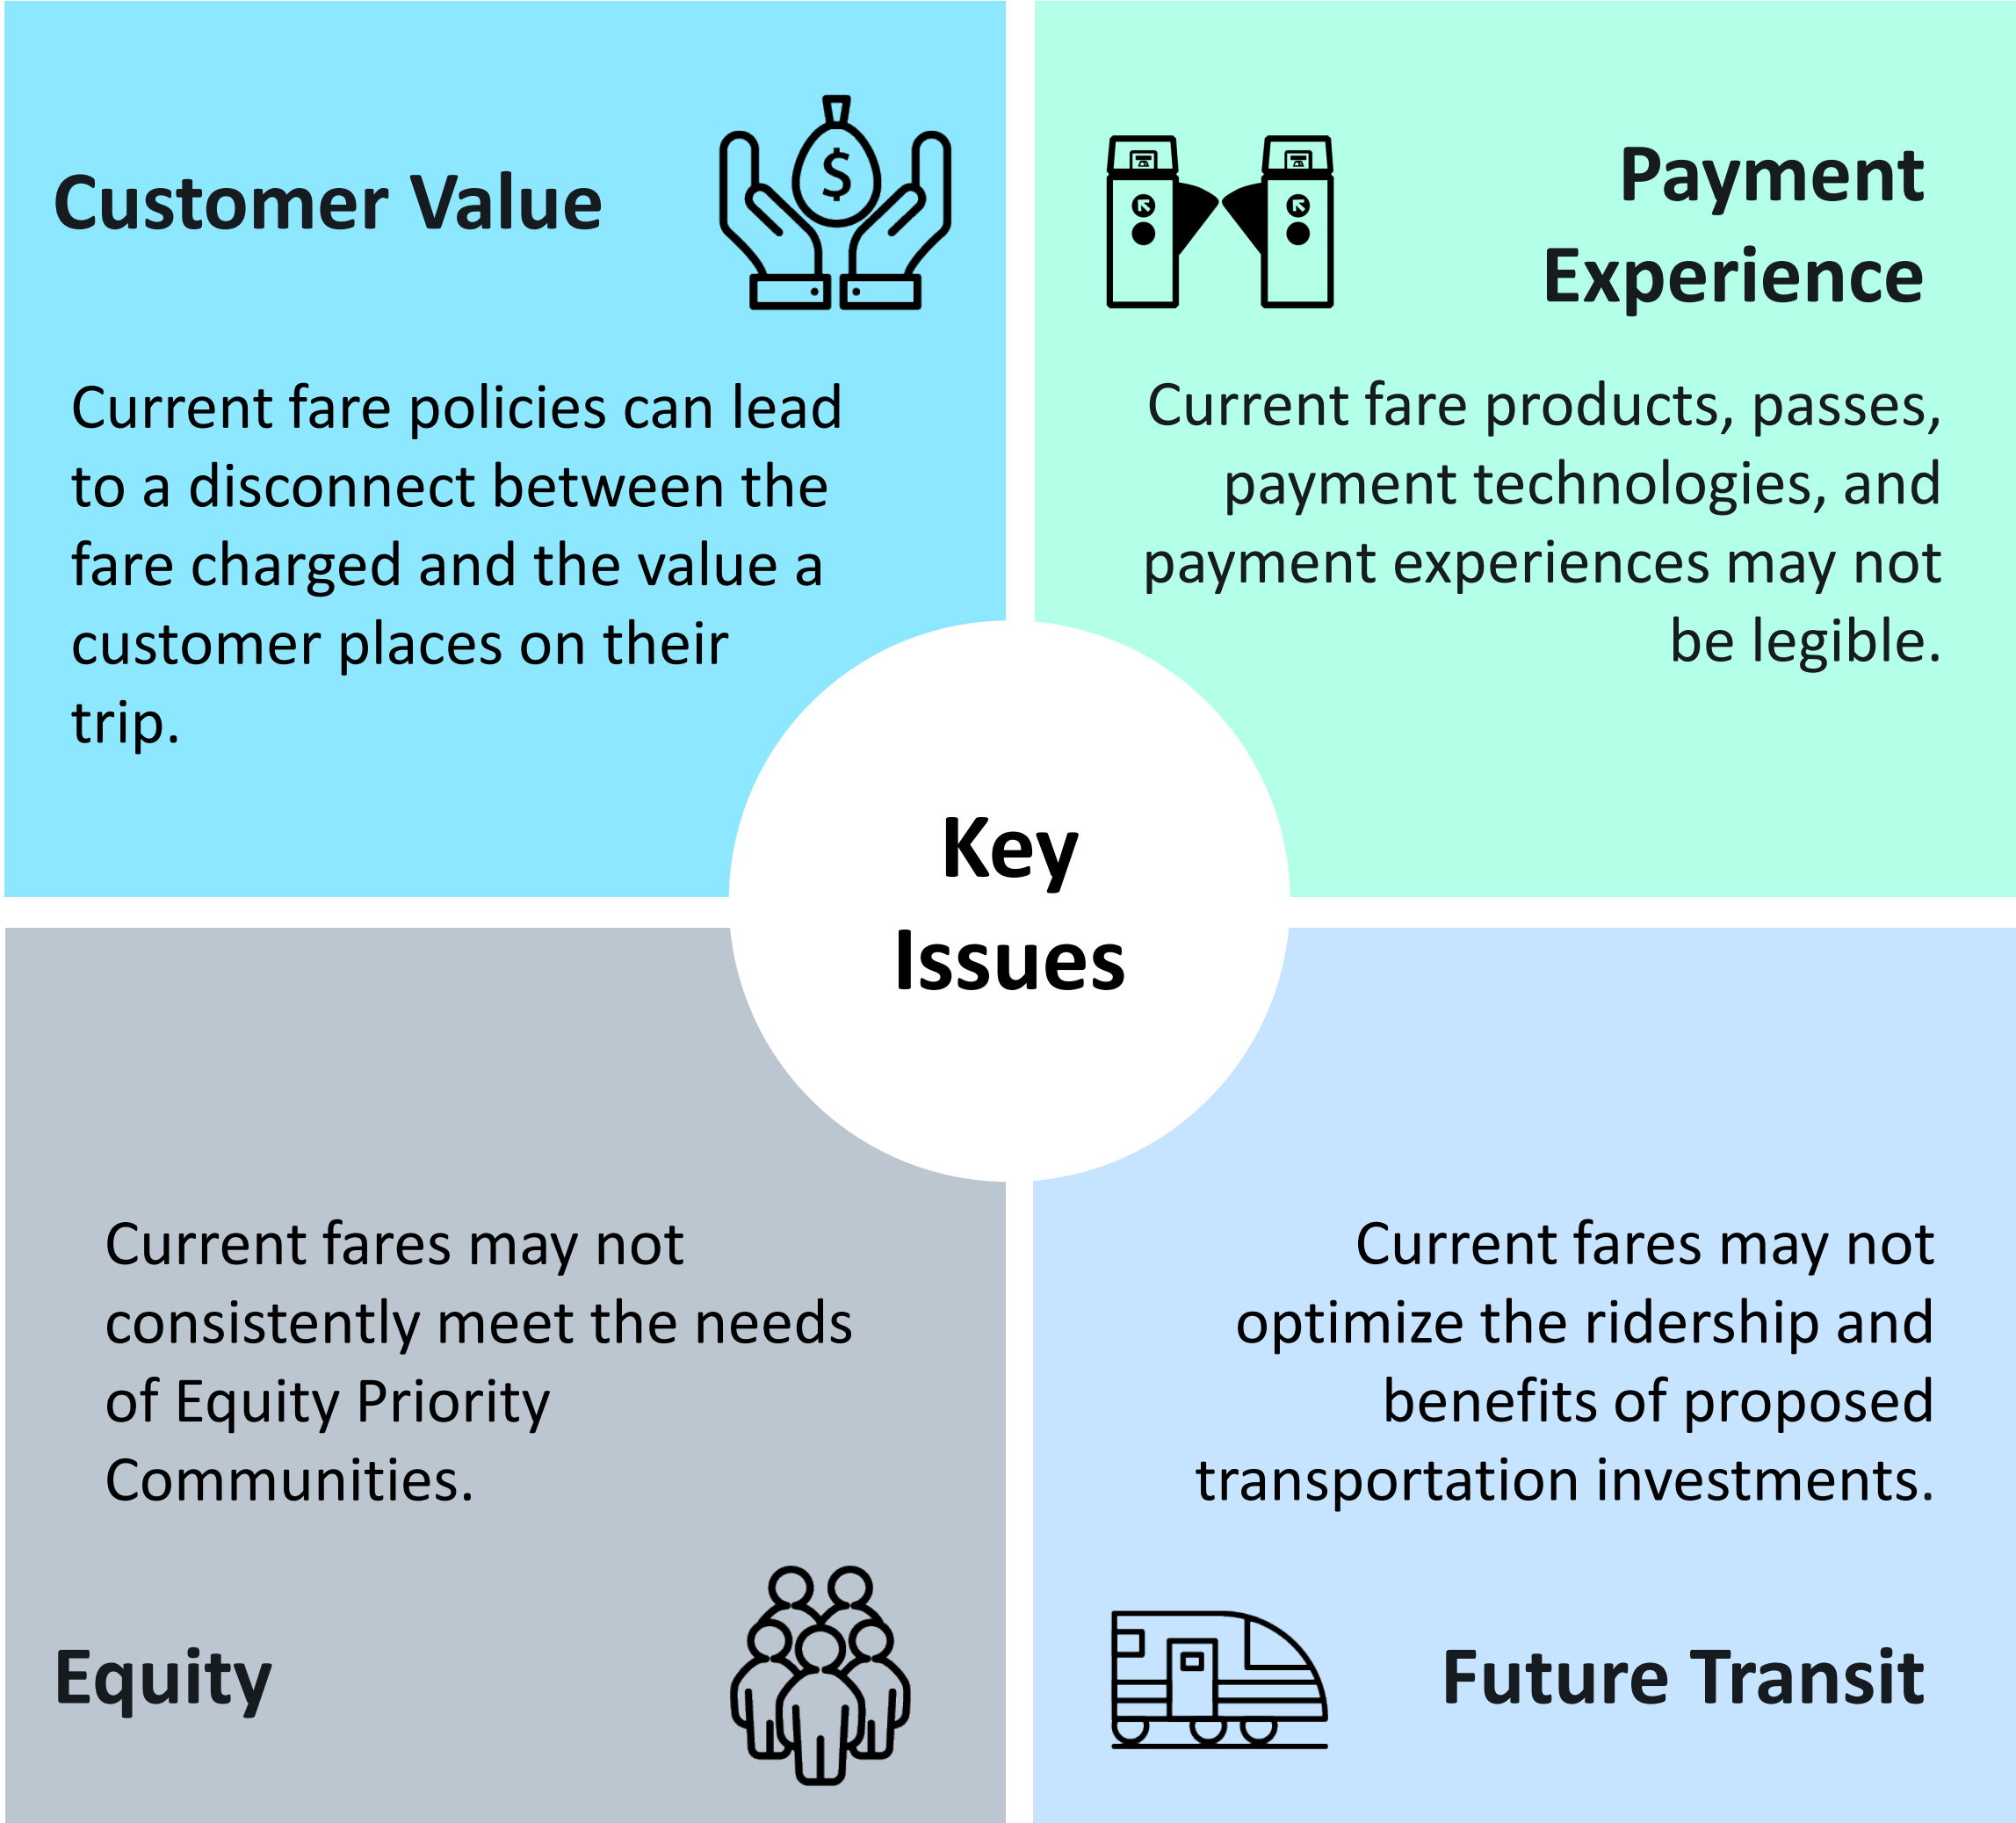 Customer Value
$
Current fare policies can lead
to a disconnect between the
fare charged and the value a
customer places on their
trip.
Payment
Experience
Current fare products, passes,
payment technologies, and
payment experiences may not
be legible.
Key
Issues
Current fares may not
consistently meet the needs
of Equity Priority
Communities.
Equity
Current fares may not
optimize the ridership and
benefits of proposed
transportation investments.
Future Transit